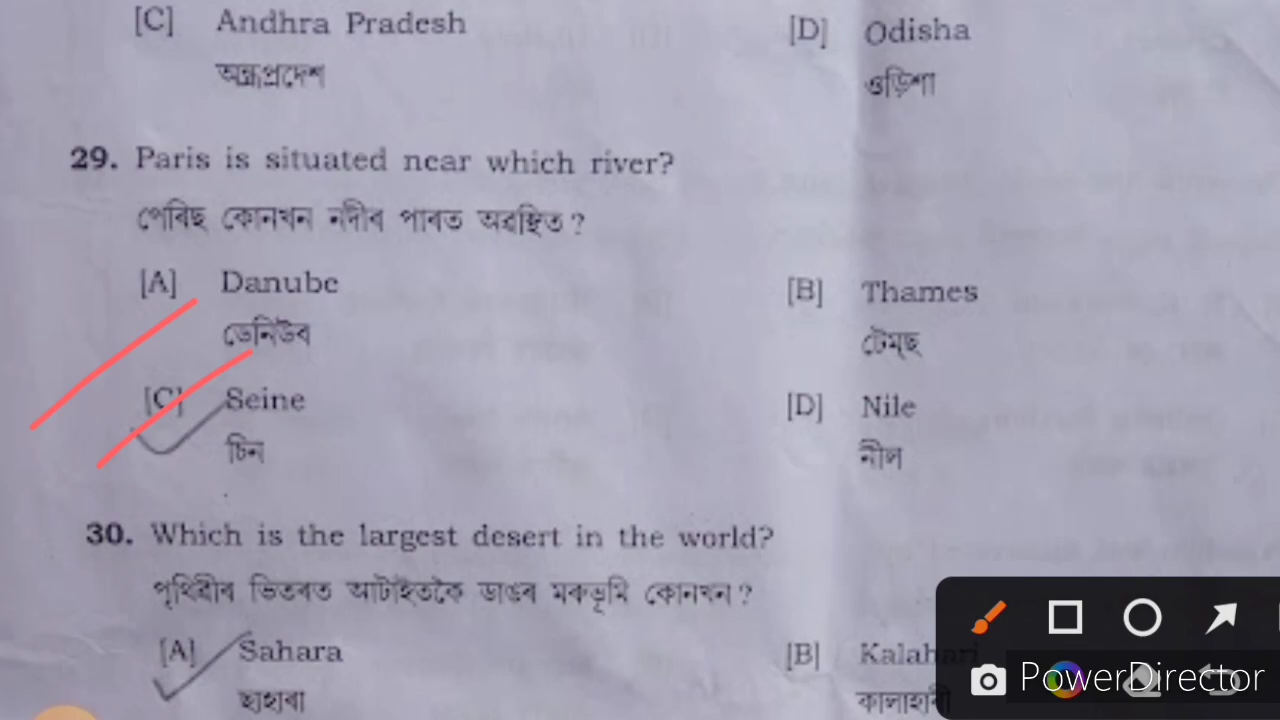 [C] Andhra Pradesh [D] Odisha
অন্ধ্ৰপ্ৰদেশ ওড়িশা
29. Paris is situated near which river?
পেৰিছ কোনখন নদীৰ পাৰত অৱস্থিত?
[A] Danube [B] Thames
ডেনিউব টেম্‌ছ
[C] Seine [D] Nile
চিন নীল
30. Which is the largest desert in the world?
পৃথিৱীৰ ভিতৰত আটাইতকৈ ডাঙৰ মৰুভূমি কোনখন?
[A] Sahara [B] Kalahari
ছাহাৰা কালাহাৰী
PowerDirector